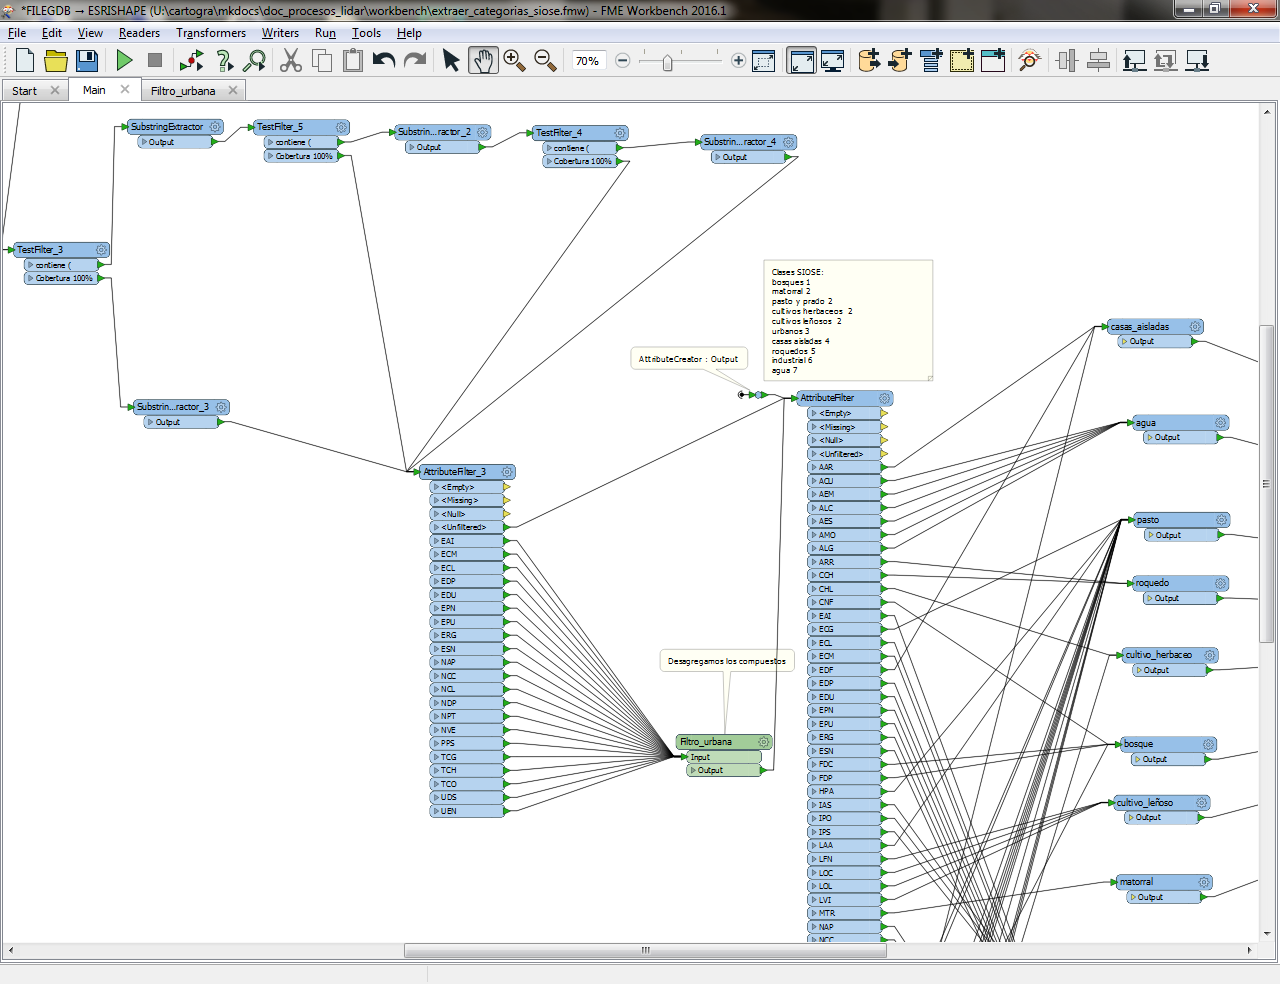 *FILEGDB → ESRISHAPE (U:\cartogra\mkdocs\doc_procesos_lidar\workbench\extraer_categorias_siose.fmw) - FME Workbench 2016.1
File Edit View Readers Transformers Writers Run Tools Help
70%
Start Main Filtro_urbana
SubstringExtractor
Output
TestFilter_5
contiene (
Cobertura 100%
Substrin...ractor_2
Output
TestFilter_4
contiene (
Cobertura 100%
Substrin...ractor_4
Output
TestFilter_3
contiene (
Cobertura 100%
Substrin...ractor_3
Output
Clases SIOSE:
bosques 1
matorral 2
pasto y prado 2
cultivos herbaceos 2
cultivos leñosos 2
urbanos 3
casas aisladas 4
roquedos 5
industrial 6
agua 7
AttributeCreator : Output
AttributeFilter_3
<Empty>
<Missing>
<Null>
<Unfiltered>
EAI
ECM
ECL
EDP
EDU
EPN
EPU
ERG
ESN
NAP
NCC
NCL
NDP
NPT
NVE
PPS
TCG
TCH
TCO
UDS
UEN
Desagregamos los compuestos
Filtro_urbana
Input
Output
AttributeFilter
<Empty>
<Missing>
<Null>
<Unfiltered>
AAR
ACU
AEM
ALC
AES
AMO
ALG
ARR
CCH
CHL
CNF
EAI
ECG
ECL
ECM
EDF
EDP
EDU
EPN
EPU
ERG
ESN
FDC
FDP
HPA
IAS
IPO
IPS
LAA
LFN
LOC
LOL
LVI
MTR
NAP
NCC
casas_aisladas
Output
agua
Output
pasto
Output
roquedo
Output
cultivo_herbaceo
Output
bosque
Output
cultivo_leñoso
Output
matorral
Output